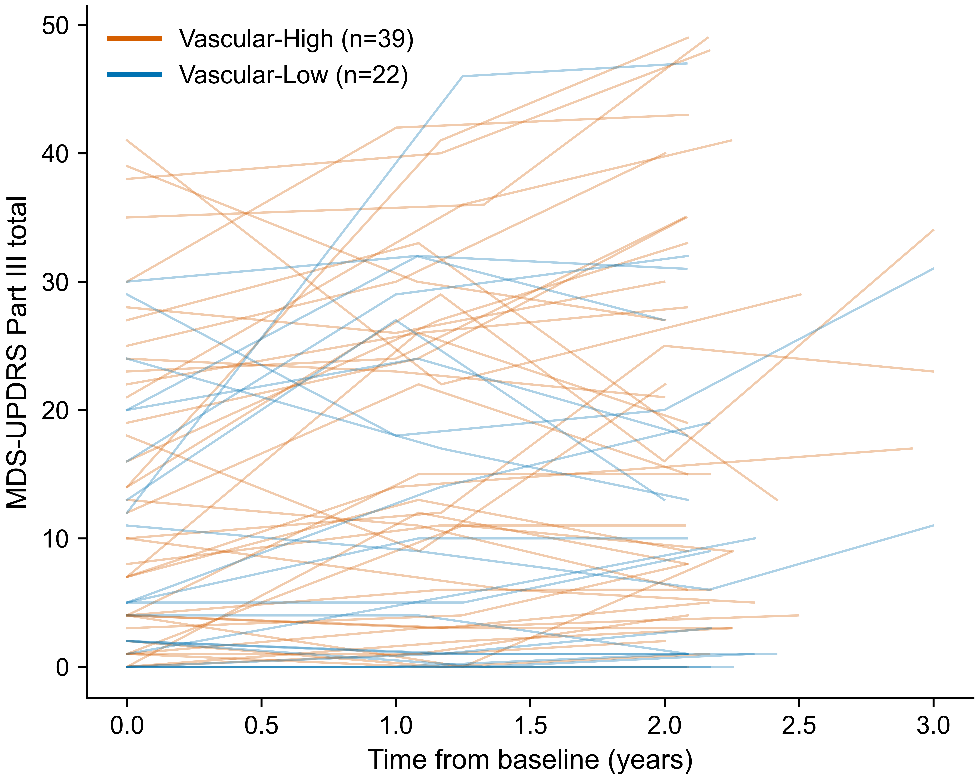 Vascular-High (n=39)
Vascular-Low (n=22)
MDS-UPDRS Part III total
50
40
30
20
10
0
0.0 0.5 1.0 1.5 2.0 2.5 3.0
Time from baseline (years)